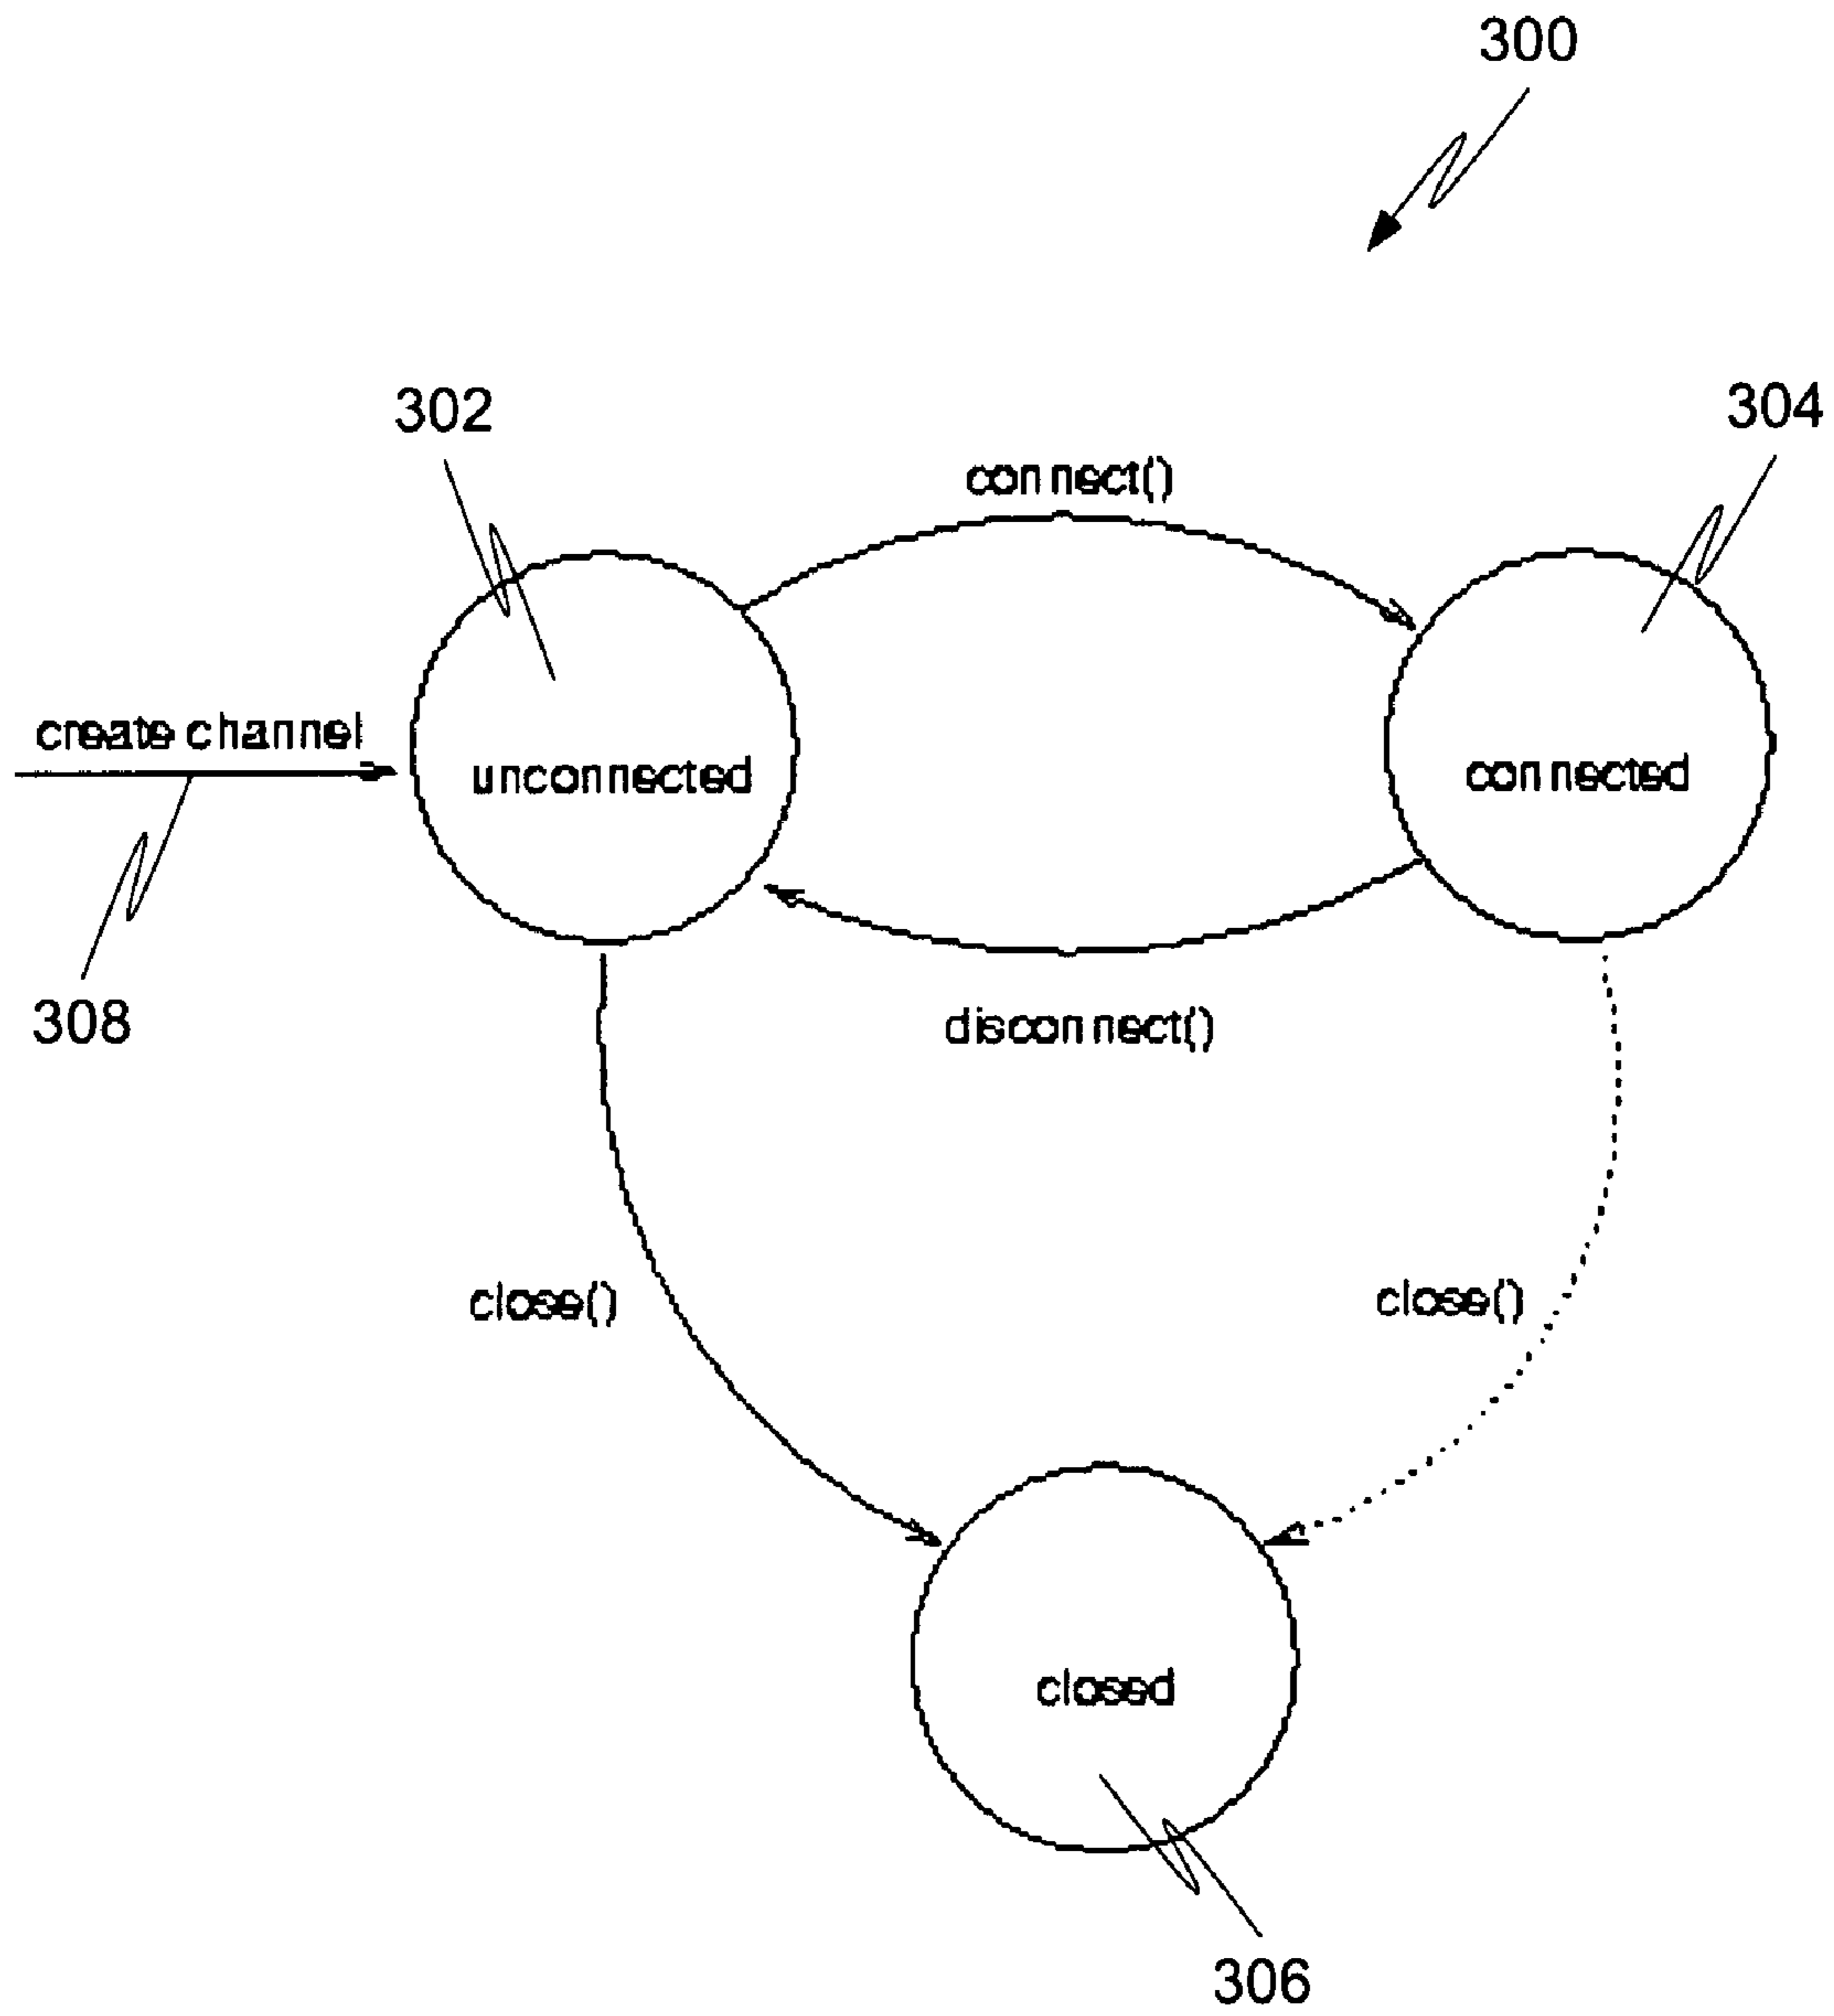 300
302
304
connect()
create channel
unconnected
connected
308
disconnect()
close()
close()
closed
306